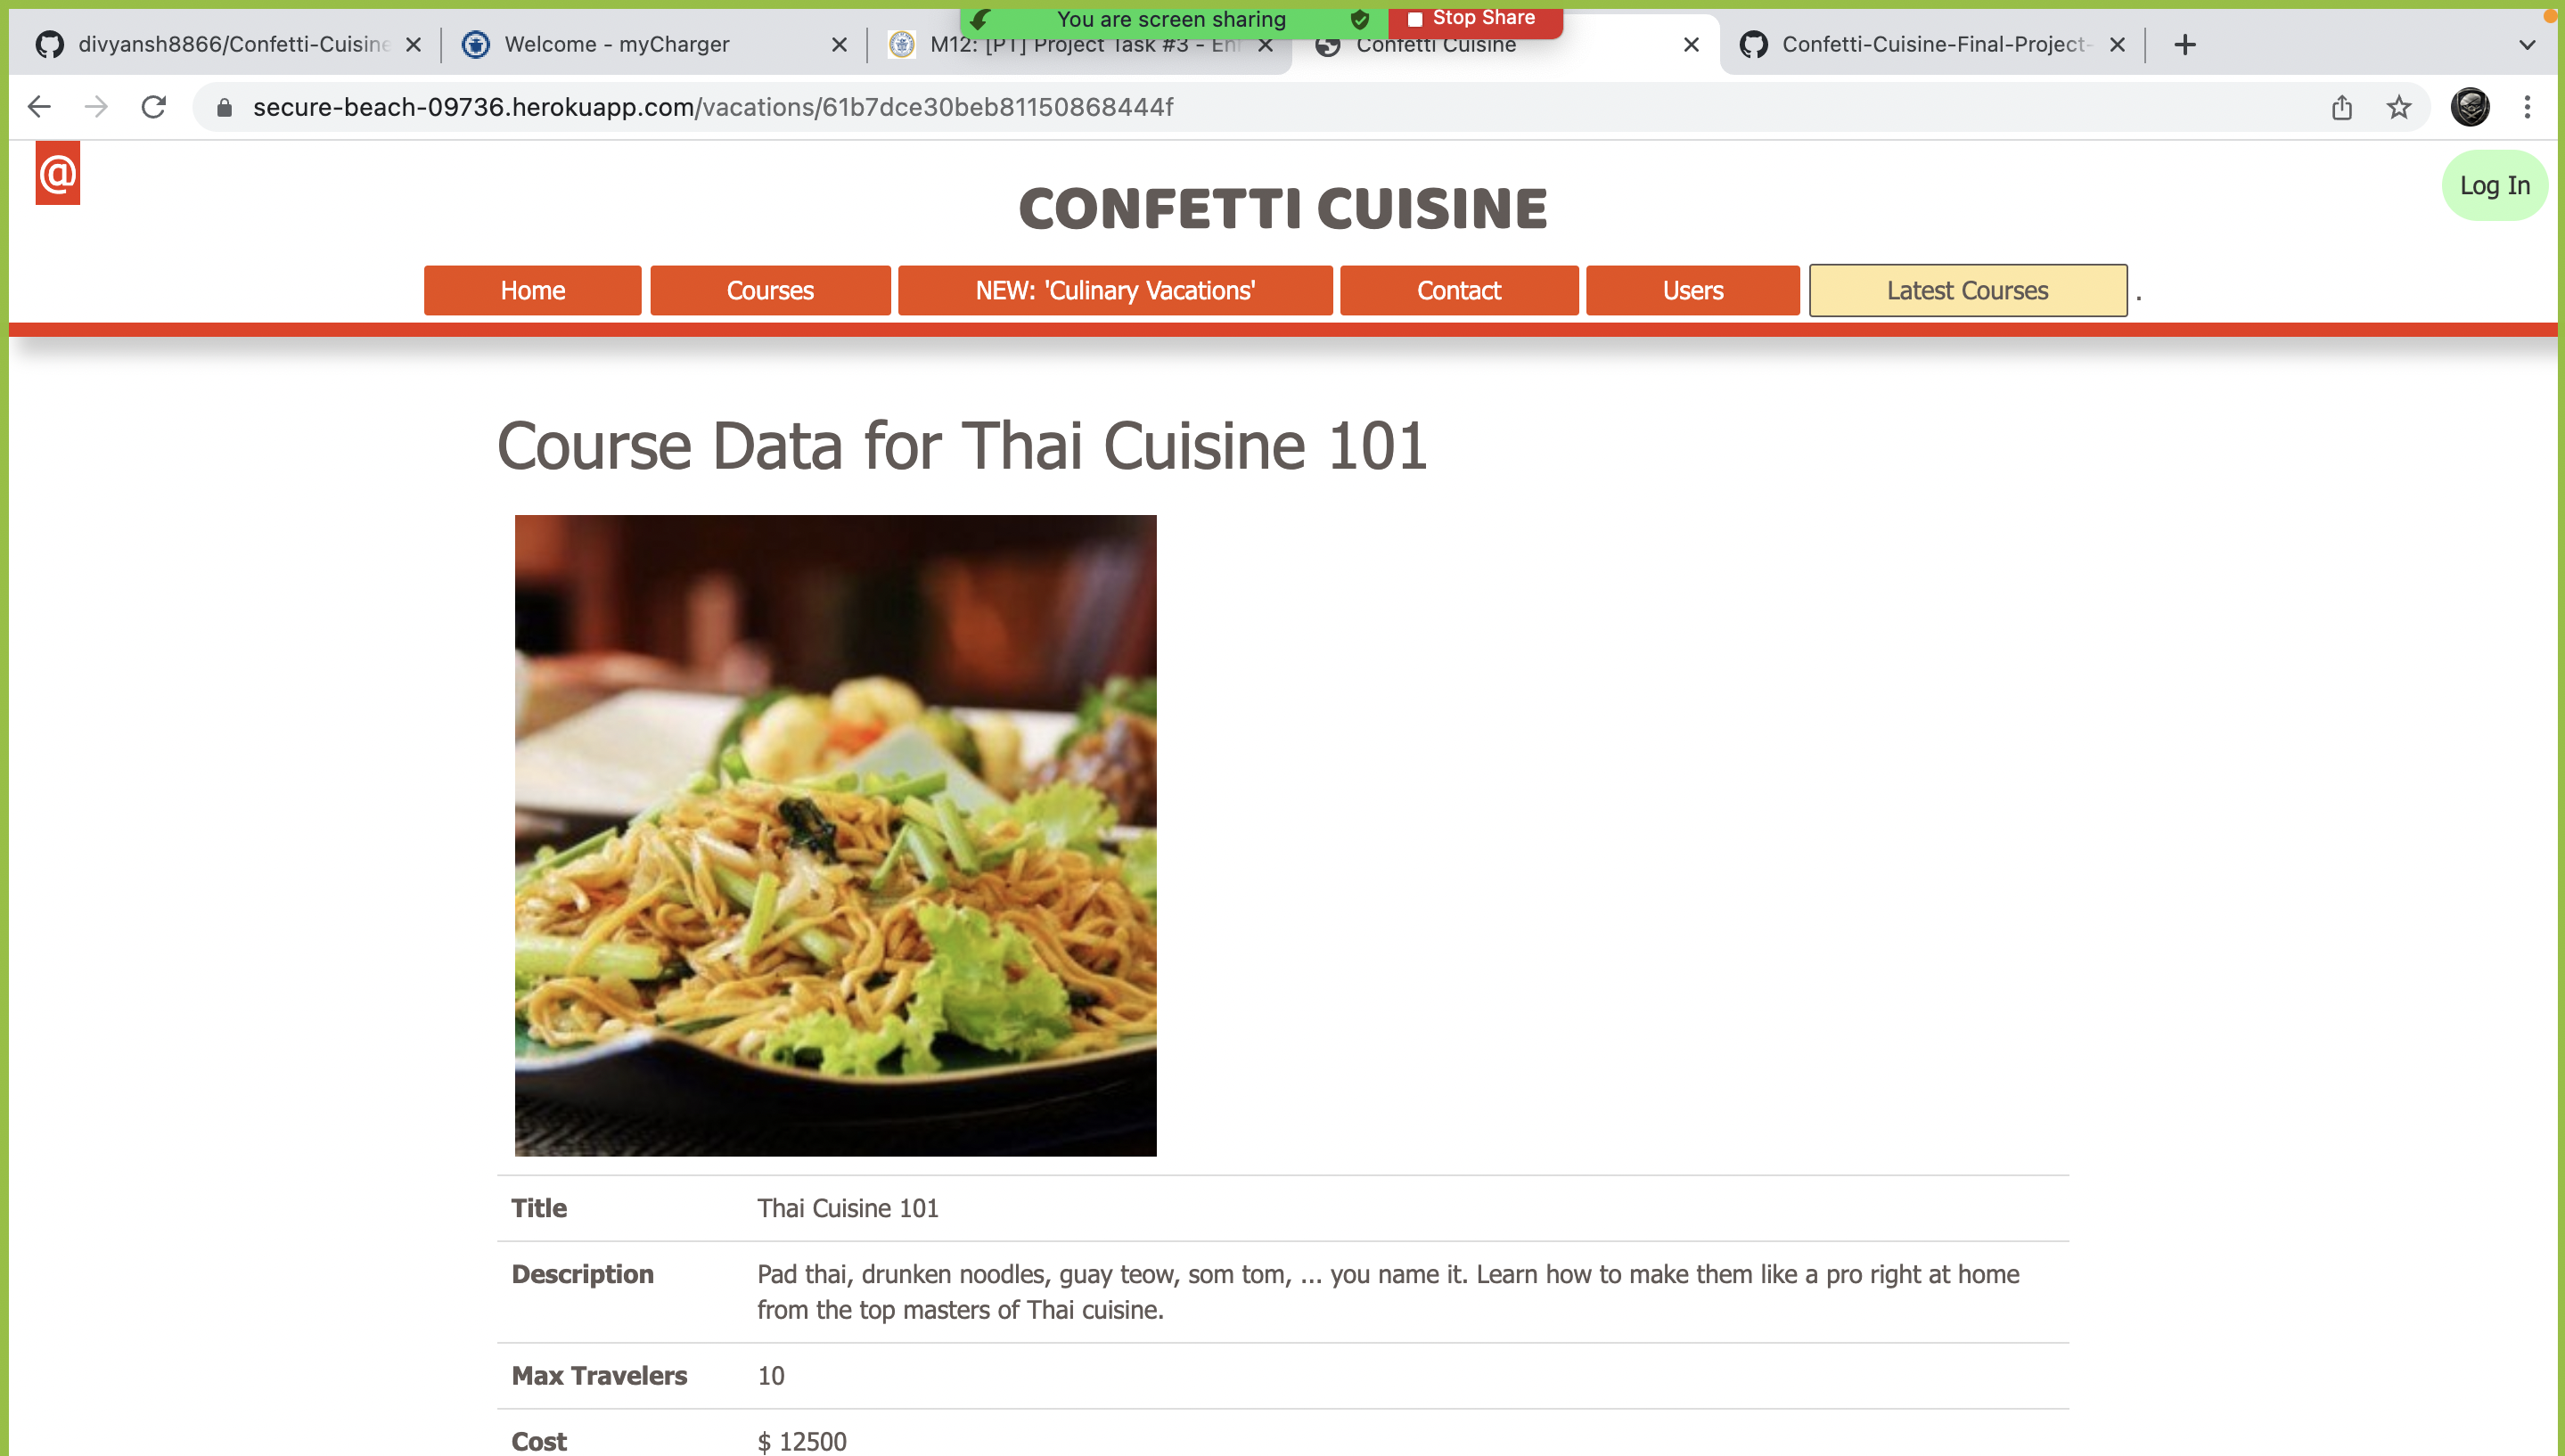 You are screen sharing Stop Share
divyansh8866/Confetti-Cuisine Welcome - myCharger M12: [PT] Project Task #3 - Confetti Cuisine Confetti-Cuisine-Final-Project-
secure-beach-09736.herokuapp.com/vacations/61b7dce30beb81150868444f
@
Log In
CONFETTI CUISINE
Home Courses NEW: 'Culinary Vacations' Contact Users Latest Courses .
Course Data for Thai Cuisine 101
Title Thai Cuisine 101
Description Pad thai, drunken noodles, guay teow, som tom, ... you name it. Learn how to make them like a pro right at home
from the top masters of Thai cuisine.
Max Travelers 10
Cost $ 12500